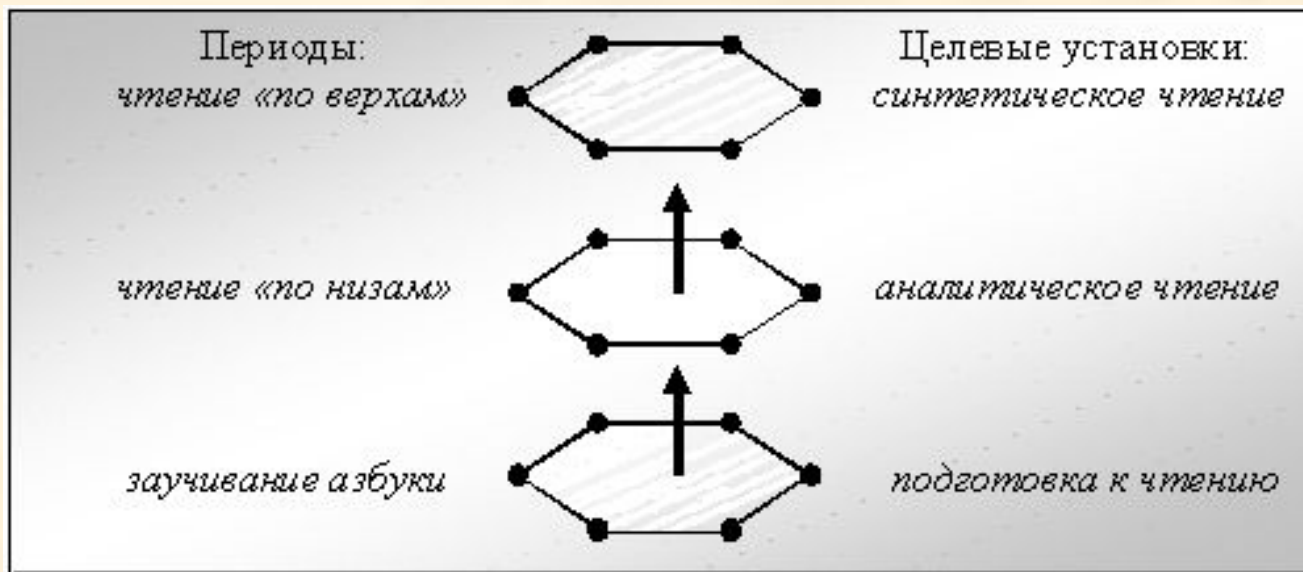 Периоды:
Целевые установки:
чтение «по верхам»
синтетическое чтение
чтение «по низам»
аналитическое чтение
заучивание азбуки
подготовка к чтению